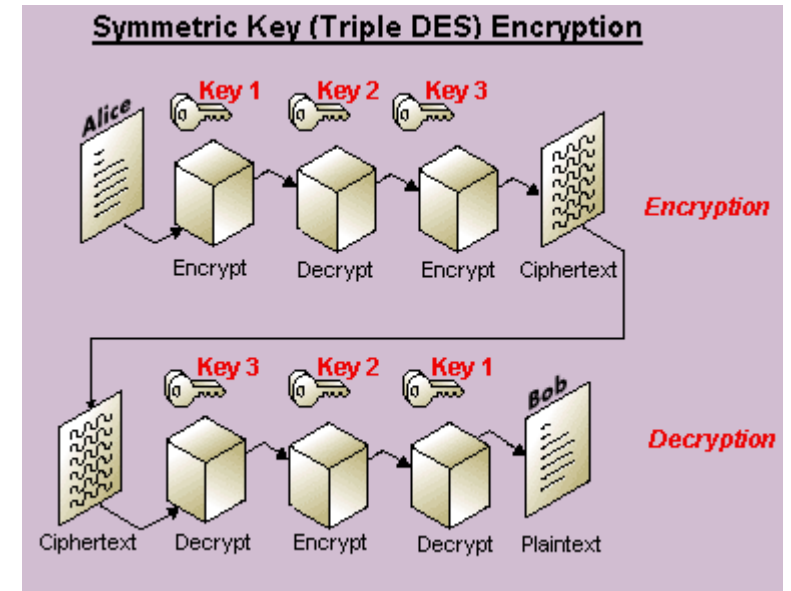 Symmetric Key (Triple DES) Encryption
Key 1 Key 2 Key 3
Alice
Encryption
Encrypt Decrypt Encrypt Ciphertext
Key 3 Key 2 Key 1
Bob
Decryption
Ciphertext Decrypt Encrypt Decrypt Plaintext